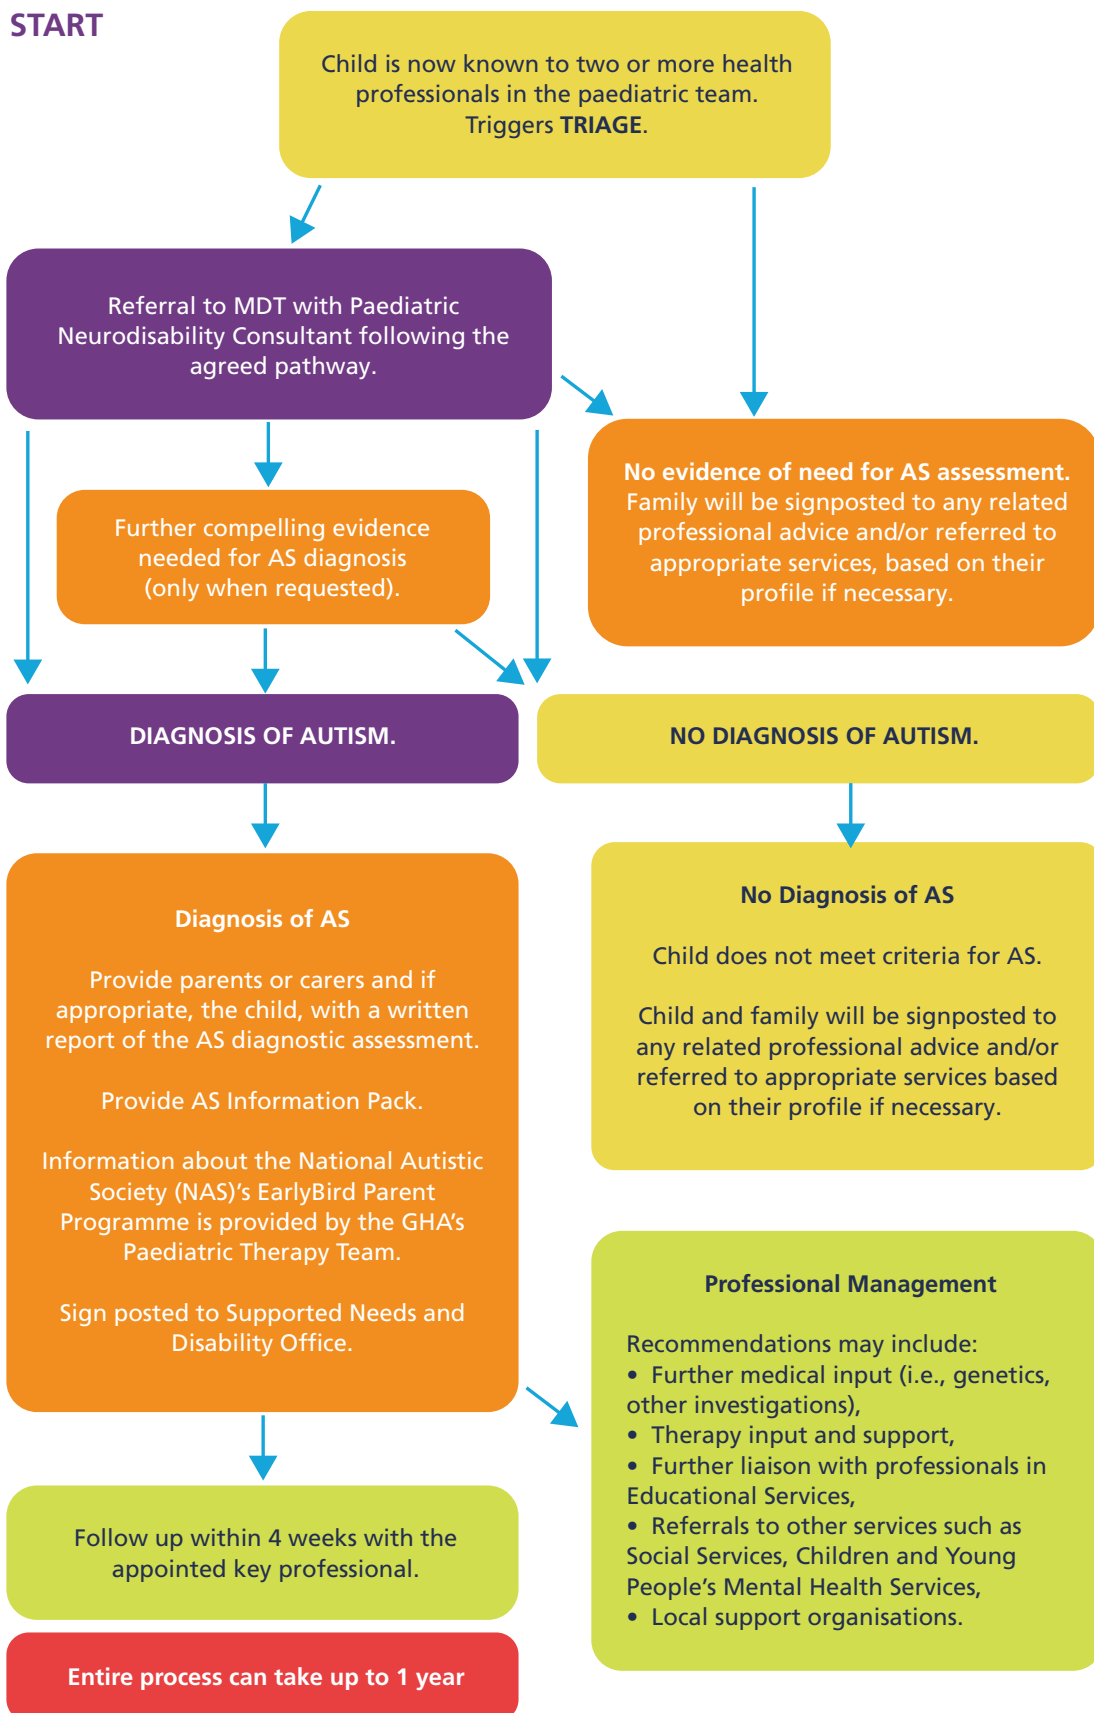 START
Child is now known to two or more health
professionals in the paediatric team.
Triggers TRIAGE.
Referral to MDT with Paediatric
Neurodisability Consultant following the
agreed pathway.
No evidence of need for AS assessment.
Family will be signposted to any related
professional advice and/or referred to
appropriate services, based on their
profile if necessary.
Further compelling evidence
needed for AS diagnosis
(only when requested).
DIAGNOSIS OF AUTISM.
NO DIAGNOSIS OF AUTISM.
Diagnosis of AS
Provide parents or carers and if
appropriate, the child, with a written
report of the AS diagnostic assessment.
Provide AS Information Pack.
Information about the National Autistic
Society (NAS)'s EarlyBird Parent
Programme is provided by the GHA's
Paediatric Therapy Team.
Sign posted to Supported Needs and
Disability Office.
No Diagnosis of AS
Child does not meet criteria for AS.
Child and family will be signposted to
any related professional advice and/or
referred to appropriate services based
on their profile if necessary.
Professional Management
Recommendations may include:
• Further medical input (i.e., genetics,
other investigations),
• Therapy input and support,
• Further liaison with professionals in
Educational Services,
• Referrals to other services such as
Social Services, Children and Young
People's Mental Health Services,
• Local support organisations.
Follow up within 4 weeks with the
appointed key professional.
Entire process can take up to 1 year